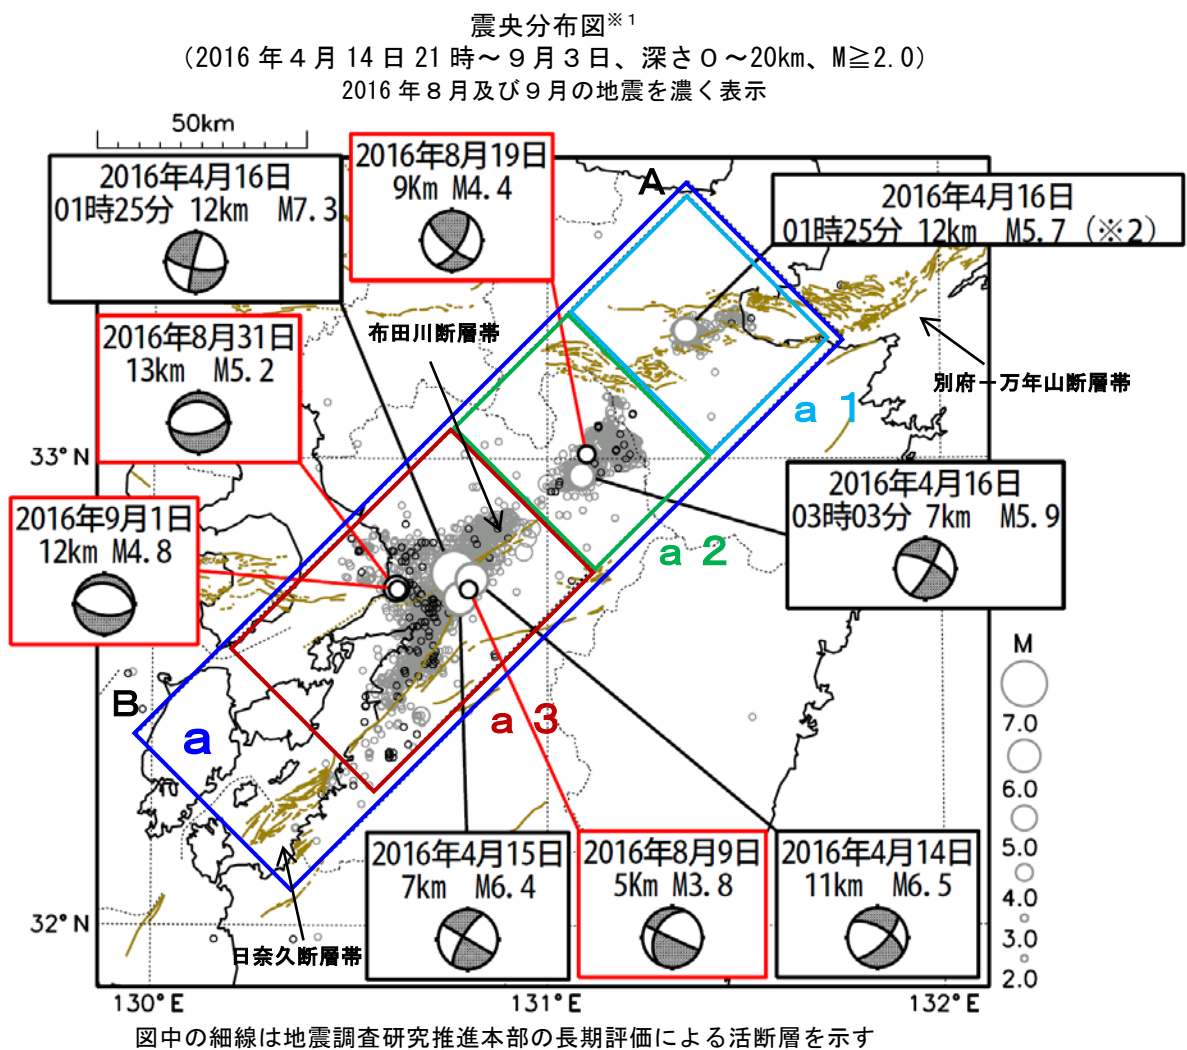 震央分布図※1
（2016年４月14日21時～９月３日、深さ０～20km、M≧2.0）
2016年８月及び９月の地震を濃く表示
50km
2016年4月16日
01時25分 12km M7.3
2016年8月19日
9Km M4.4
A
2016年4月16日
01時25分 12km M5.7（※2）
2016年8月31日
13km M5.2
布田川断層帯
別府－万年山断層帯
a 1
33°N
2016年4月16日
03時03分 7km M5.9
2016年9月1日
12km M4.8
a 2
B
a
a 3
M
7.0
6.0
5.0
4.0
3.0
2.0
2016年4月15日
7km M6.4
2016年8月9日
5Km M3.8
2016年4月14日
11km M6.5
32°N
日奈久断層帯
130°E
131°E
132°E
図中の細線は地震調査研究推進本部の長期評価による活断層を示す